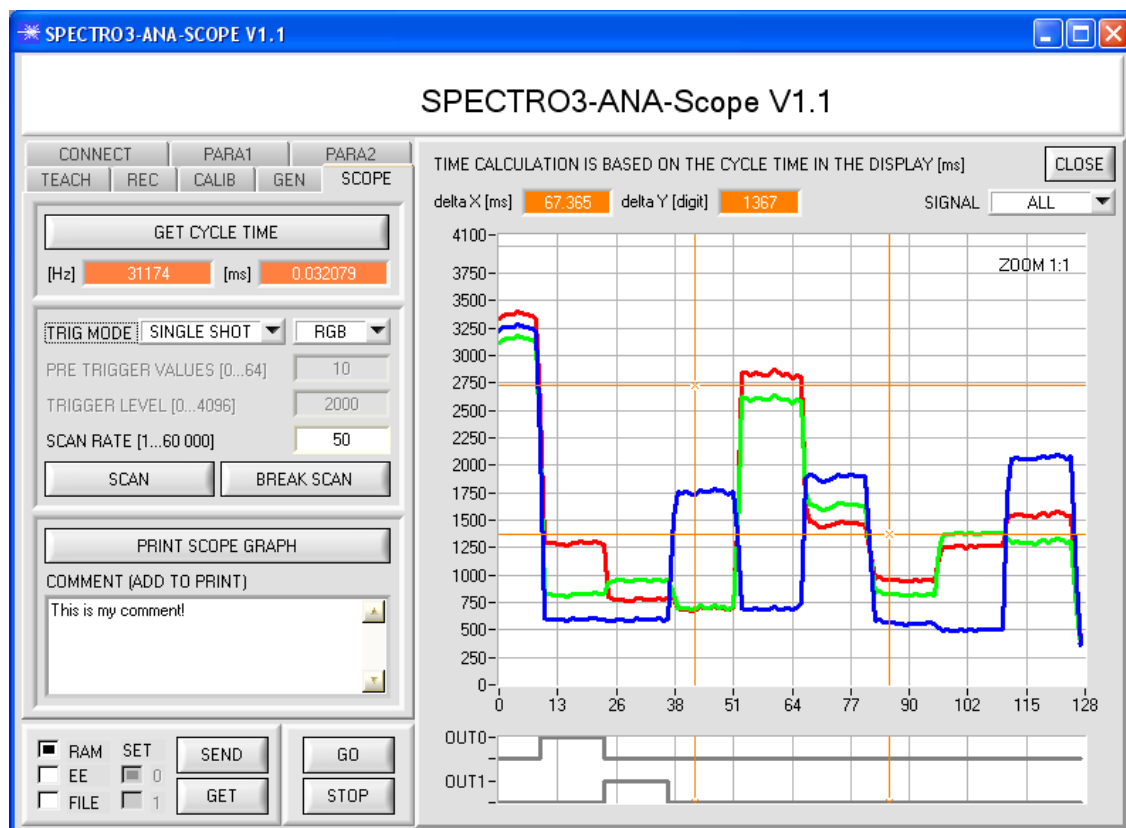 SPECTRO3-ANA-SCOPE V1.1
SPECTRO3-ANA-Scope V1.1
CONNECT PARA1 PARA2
TEACH REC CALIB GEN SCOPE
GET CYCLE TIME
[Hz] 31174 [ms] 0.032079
TRIG MODE SINGLE SHOT RGB
PRE TRIGGER VALUES [0...64] 10
TRIGGER LEVEL [0...4096] 2000
SCAN RATE [1...60 000] 50
SCAN BREAK SCAN
PRINT SCOPE GRAPH
COMMENT (ADD TO PRINT)
This is my comment!
RAM SET SEND GO
EE 0
FILE 1 GET STOP
TIME CALCULATION IS BASED ON THE CYCLE TIME IN THE DISPLAY [ms] CLOSE
delta X [ms] 67.365 delta Y [digit] 1367 SIGNAL ALL
ZOOM 1:1
4100
3750
3500
3250
3000
2750
2500
2250
2000
1750
1500
1250
1000
750
500
250
0
0 13 26 38 51 64 77 90 102 115 128
OUT0
OUT1